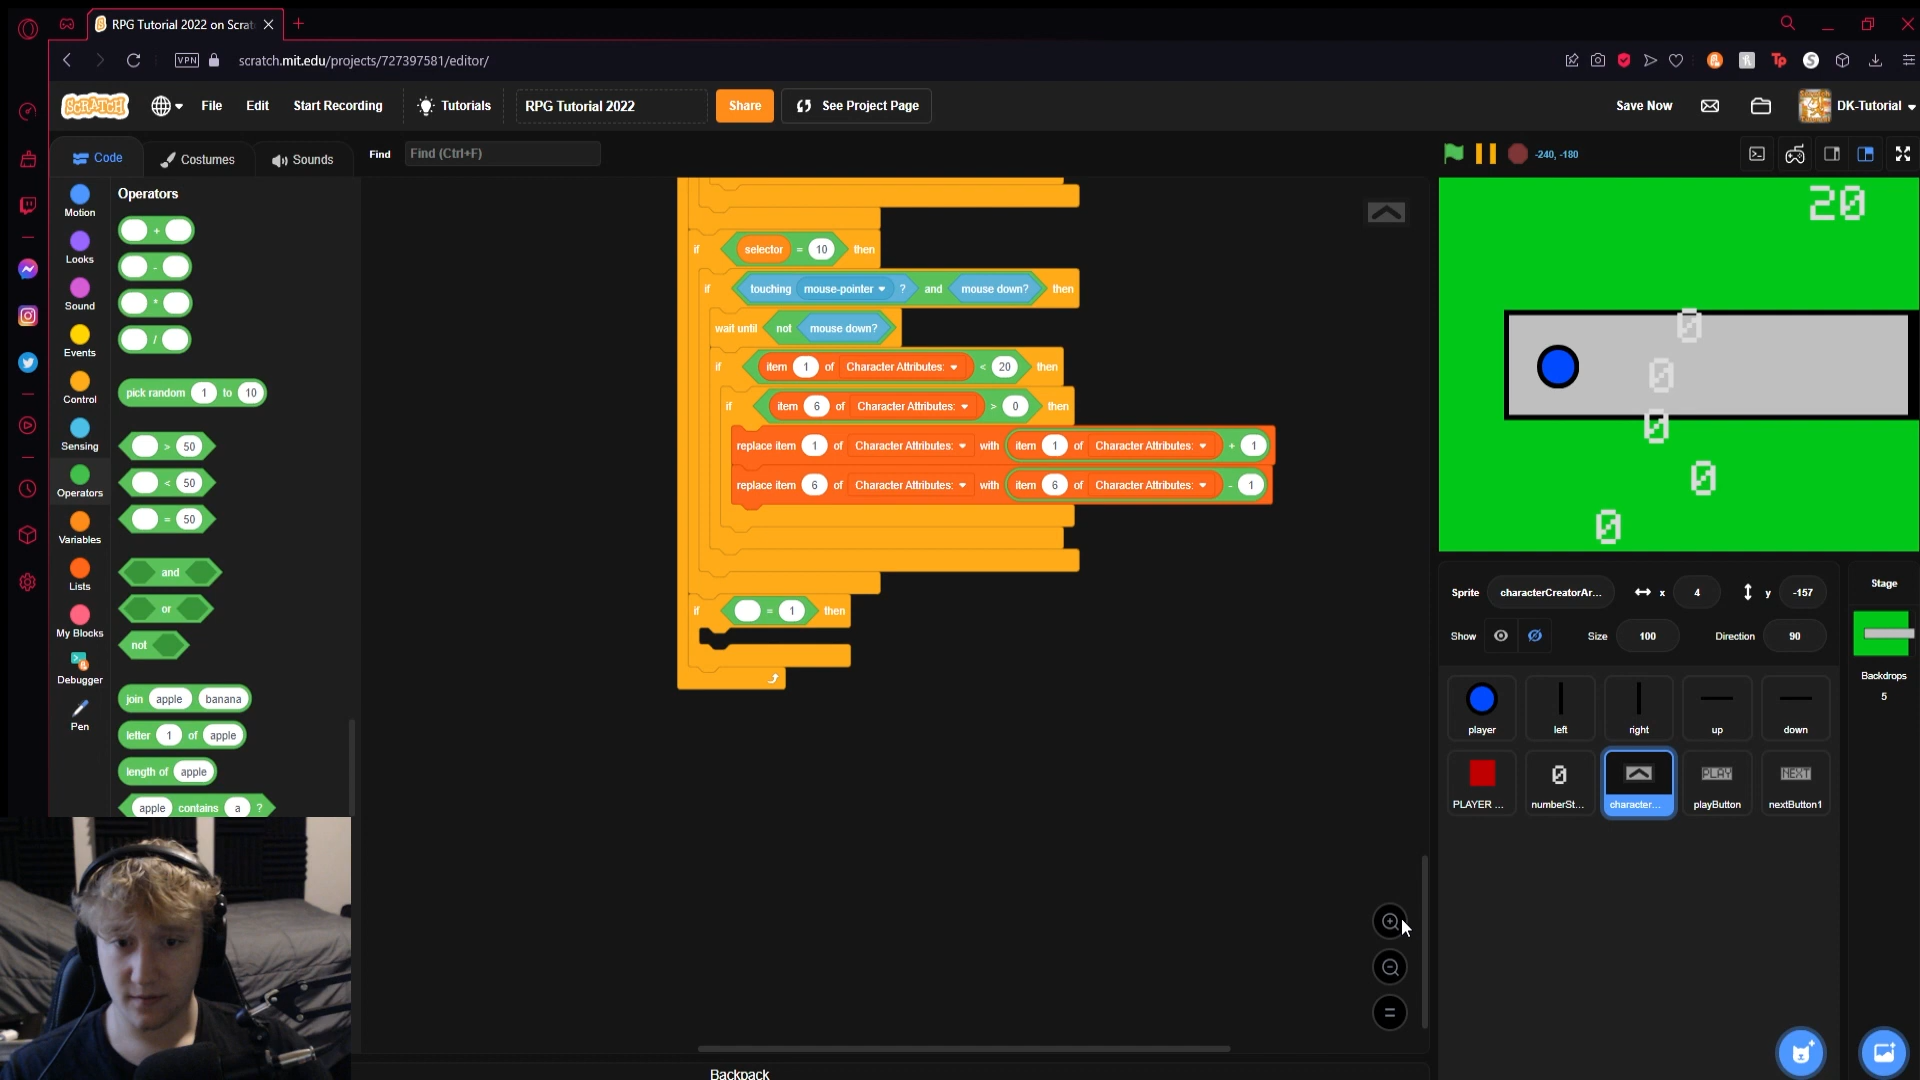 RPG Tutorial 2022 on Scrat
VPN
scratch.mit.edu/projects/727397581/editor/
Tp
S
SCRATCH
File
Edit
Start Recording
Tutorials
RPG Tutorial 2022
Share
See Project Page
Save Now
DK-Tutorial
Code
Costumes
Sounds
Find
Find (Ctrl+F)
-240, -180
Motion
Looks
Sound
Events
Control
Sensing
Operators
Variables
Lists
My Blocks
Debugger
Pen
Operators
+
-
*
/
pick random 1 to 10
> 50
< 50
= 50
and
or
not
join apple banana
letter 1 of apple
length of apple
apple contains a ?
if selector = 10 then
if touching mouse-pointer ? and mouse down? then
wait until not mouse down?
if item 1 of Character Attributes: < 20 then
if item 6 of Character Attributes: > 0 then
replace item 1 of Character Attributes: with item 1 of Character Attributes: + 1
replace item 6 of Character Attributes: with item 6 of Character Attributes: - 1
if = 1 then
Backpack
20
0
0
0
0
0
Sprite characterCreatorAr... x 4 y -157
Show Size 100 Direction 90
player
left
right
up
down
PLAYER ...
0
numberSt...
character...
PLAY
playButton
NEXT
nextButton1
Stage
Backdrops
5